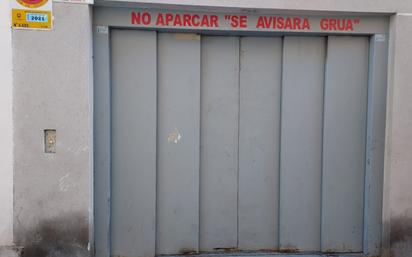 NO APARCAR "SE AVISARA GRUA"
2021